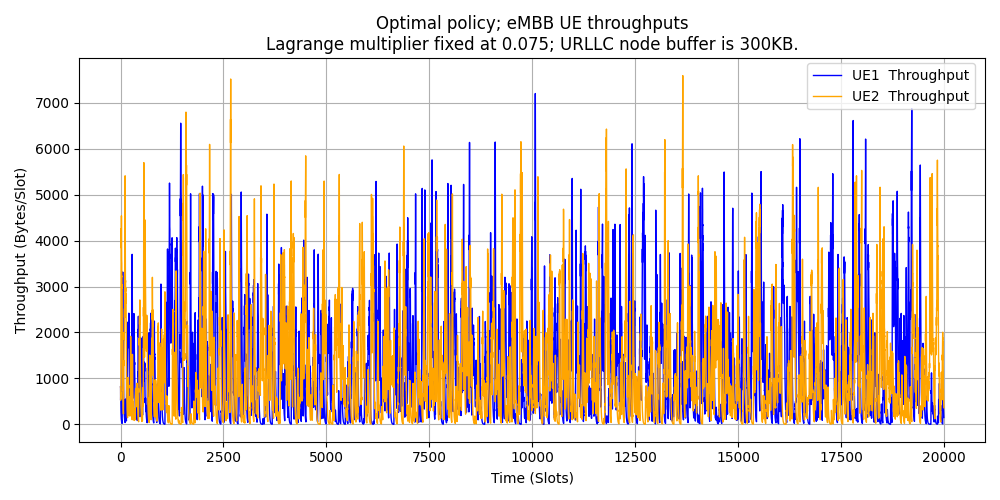 Optimal policy; eMBB UE throughputs
Lagrange multiplier fixed at 0.075; URLLC node buffer is 300KB.
UE1  Throughput
UE2  Throughput
Throughput (Bytes/Slot)
7000
6000
5000
4000
3000
2000
1000
0
0 2500 5000 7500 10000 12500 15000 17500 20000
Time (Slots)